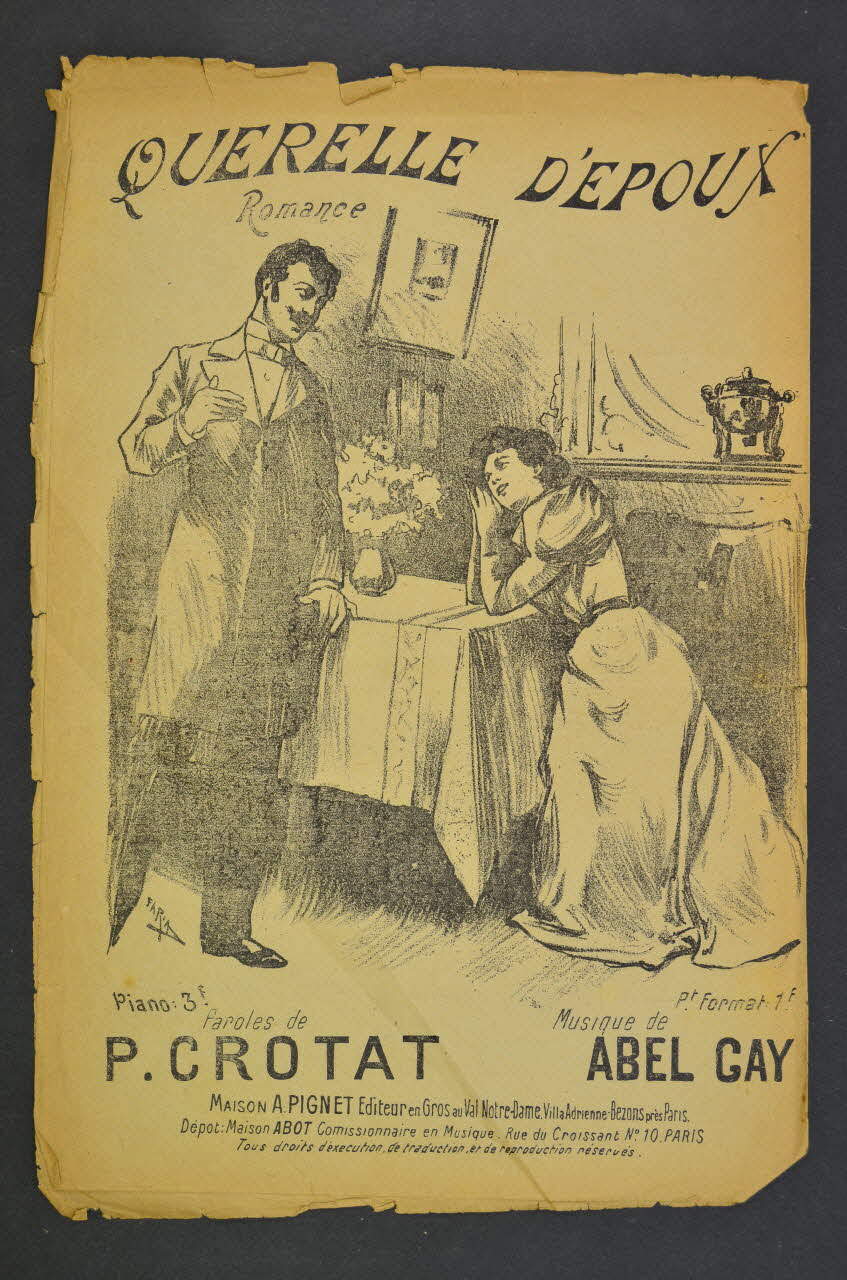 QUERELLE D'EPOUX
Romance
FARIA
Piano: 3f.
Pt Format: 1f
Paroles de
Musique de
P. CROTAT
ABEL GAY
MAISON A. PIGNET Editeur en Gros au Val Notre-Dame. Villa Adrienne-Bezons près Paris.
Dépot: Maison ABOT Comissionnaire en Musique. Rue du Croissant No 10. PARIS
Tous droits d'éxecution, de traduction, et de reproduction réservés.